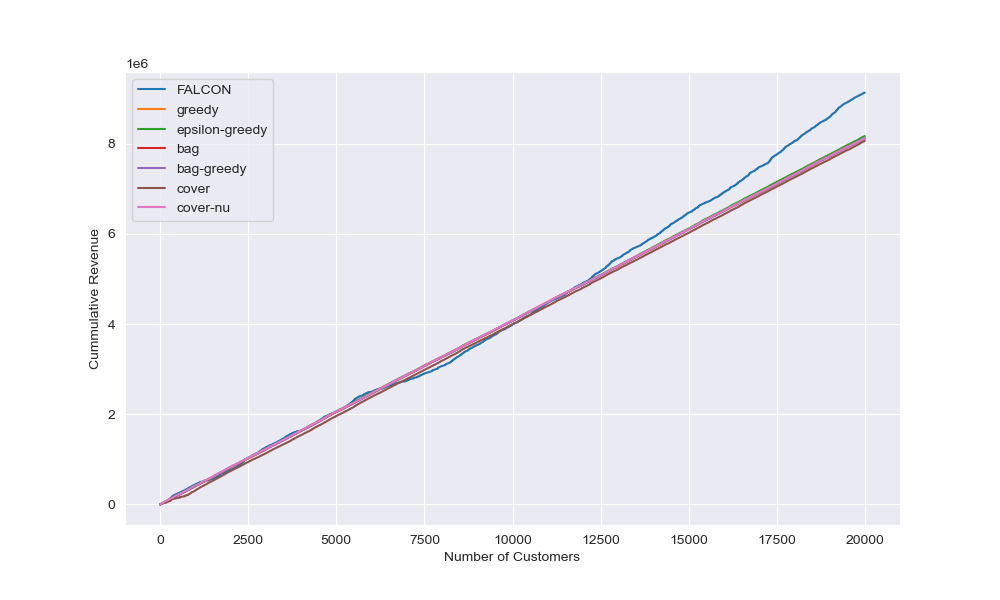 1e6
FALCON
greedy
epsilon-greedy
bag
bag-greedy
cover
cover-nu
8
6
4
2
0
Cummulative Revenue
0 2500 5000 7500 10000 12500 15000 17500 20000
Number of Customers